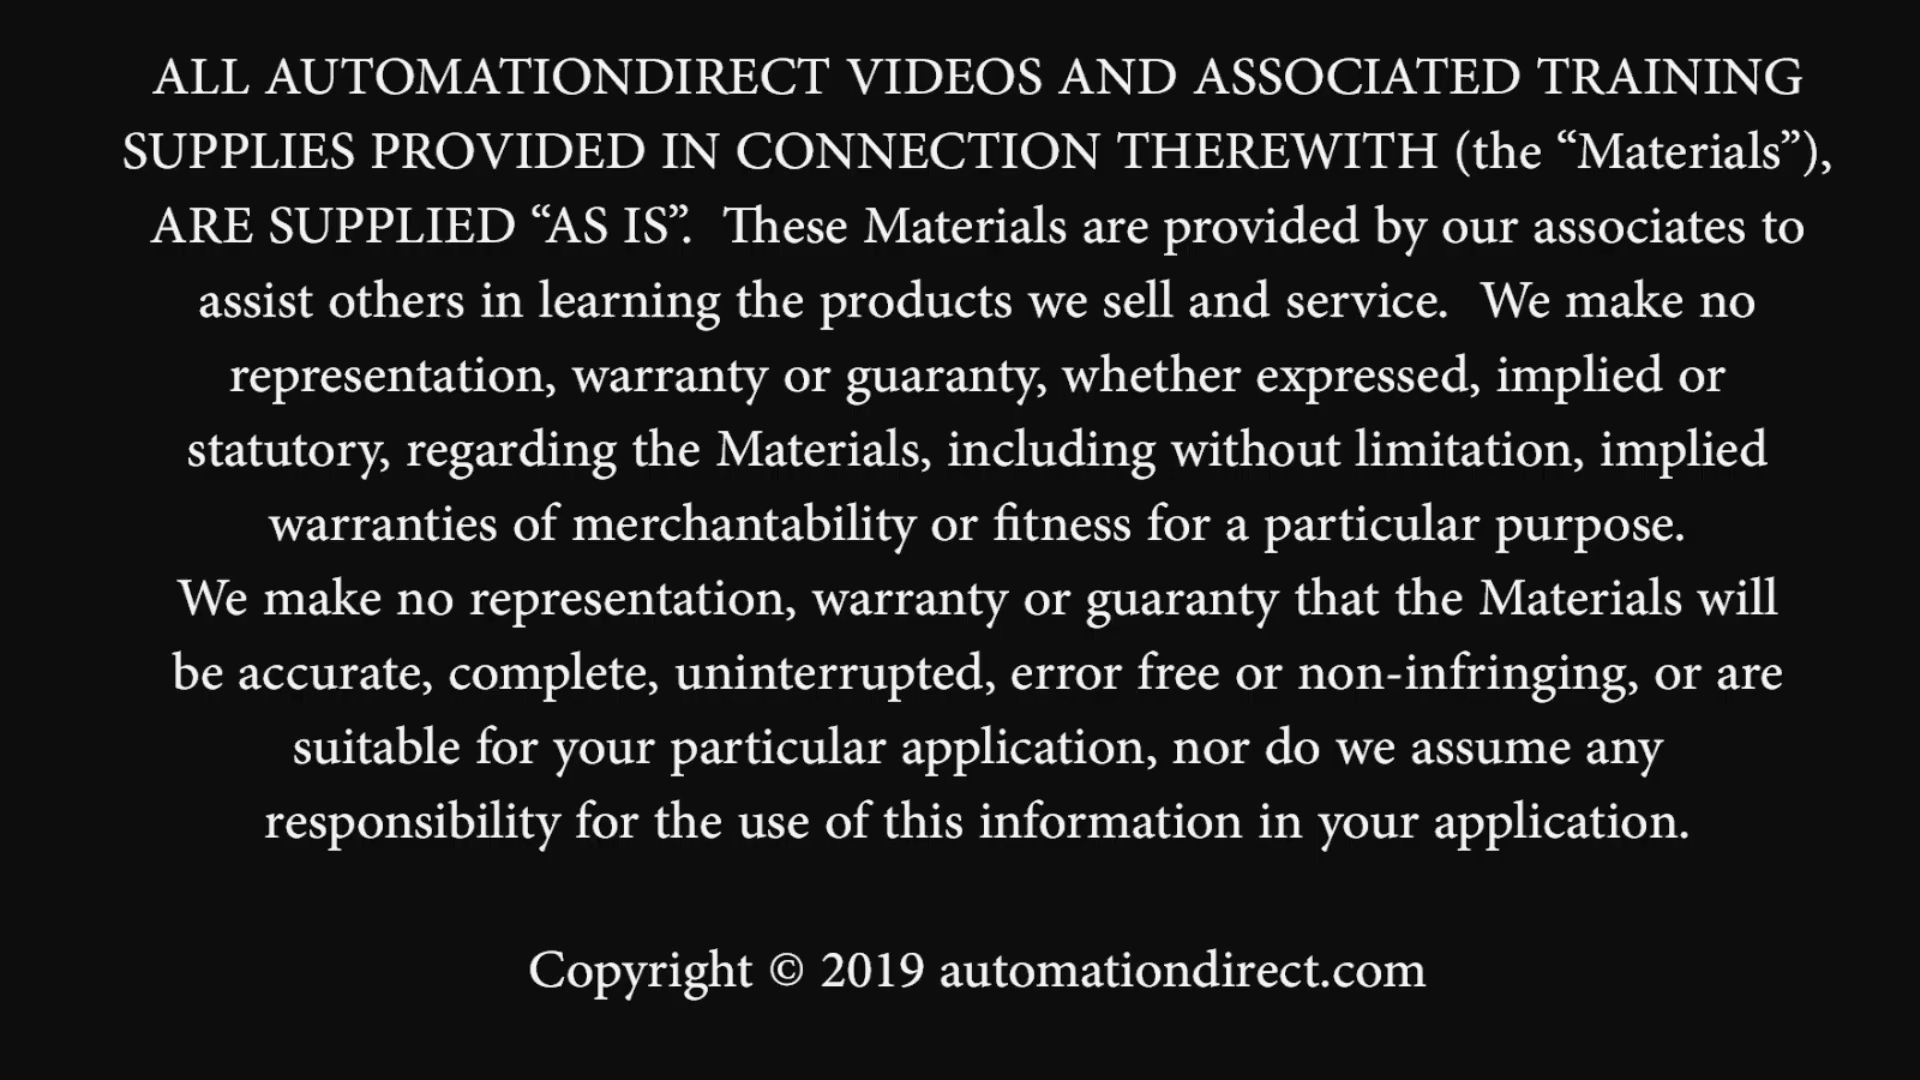 ALL AUTOMATIONDIRECT VIDEOS AND ASSOCIATED TRAINING
SUPPLIES PROVIDED IN CONNECTION THEREWITH (the “Materials”),
ARE SUPPLIED “AS IS”.  These Materials are provided by our associates to
assist others in learning the products we sell and service.  We make no
representation, warranty or guaranty, whether expressed, implied or
statutory, regarding the Materials, including without limitation, implied
warranties of merchantability or fitness for a particular purpose.
We make no representation, warranty or guaranty that the Materials will
be accurate, complete, uninterrupted, error free or non-infringing, or are
suitable for your particular application, nor do we assume any
responsibility for the use of this information in your application.
Copyright © 2019 automationdirect.com